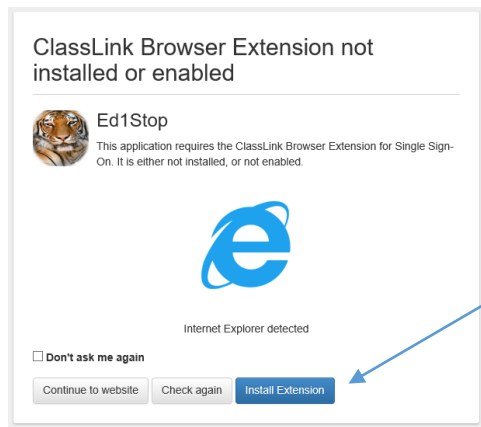 ClassLink Browser Extension not
installed or enabled
Ed1Stop
This application requires the ClassLink Browser Extension for Single Sign-
On. It is either not installed, or not enabled.
Internet Explorer detected
Don't ask me again
Continue to website Check again Install Extension